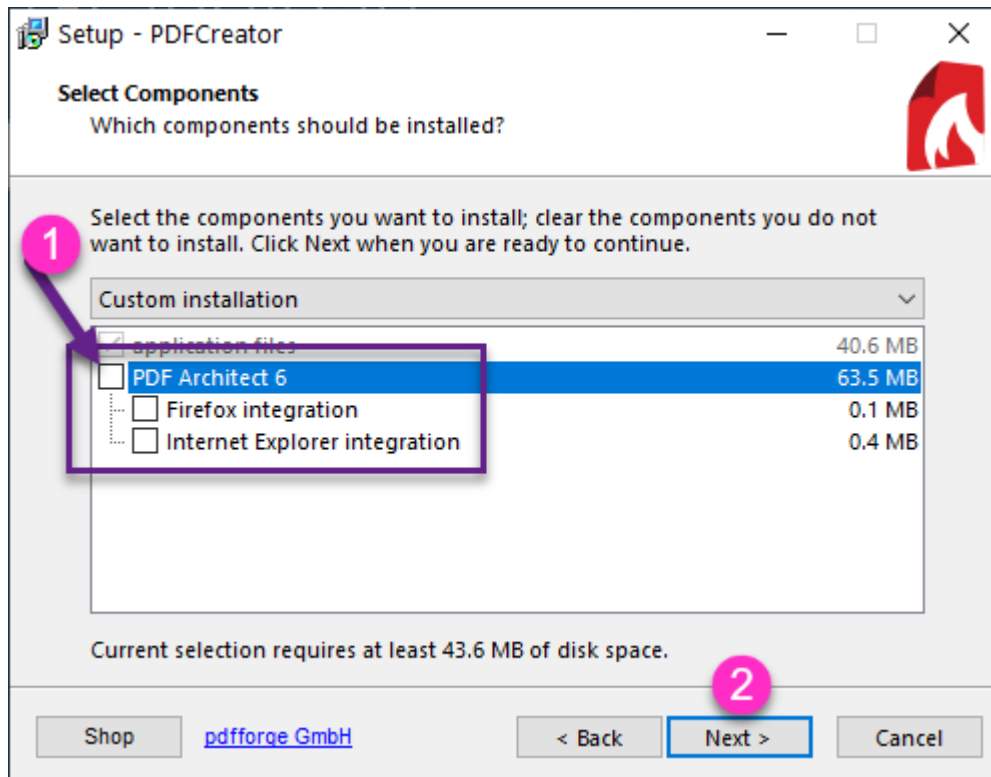 Setup - PDFCreator
Select Components
Which components should be installed?
Select the components you want to install; clear the components you do not
want to install. Click Next when you are ready to continue.
1
Custom installation
application files 40.6 MB
PDF Architect 6 63.5 MB
Firefox integration 0.1 MB
Internet Explorer integration 0.4 MB
Current selection requires at least 43.6 MB of disk space.
2
Shop pdfforge GmbH < Back Next > Cancel